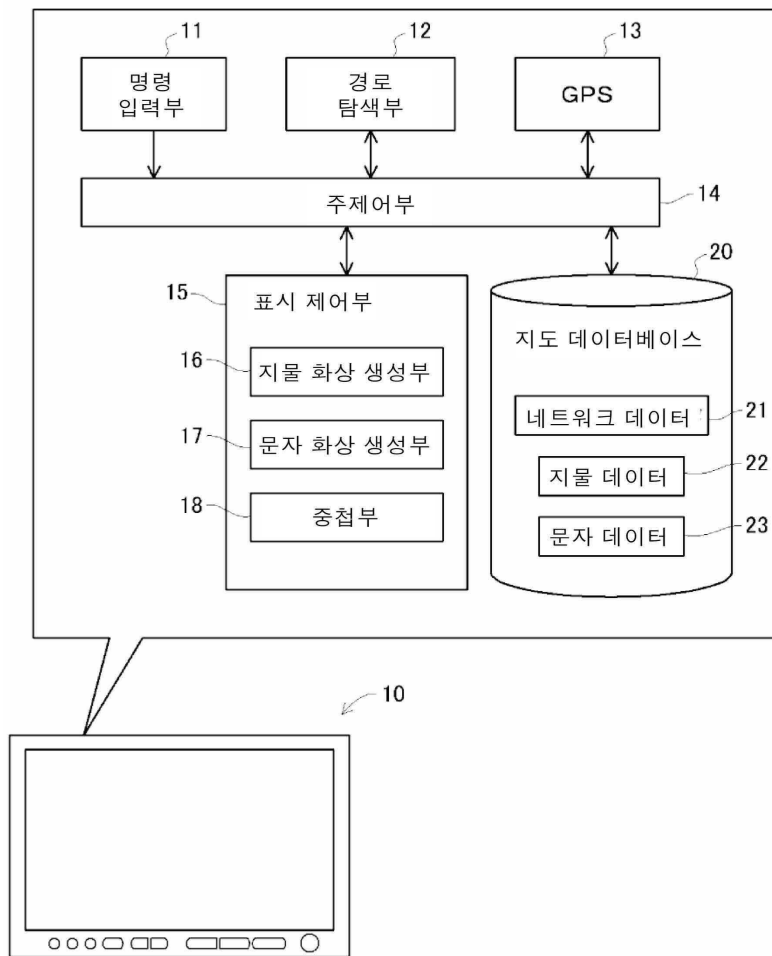 11
12
13
명령
입력부
경로
탐색부
GPS
주제어부
14
20
15
표시 제어부
지도 데이터베이스
16
지물 화상 생성부
네트워크 데이터
21
17
문자 화상 생성부
지물 데이터
22
18
중첩부
문자 데이터
23
10